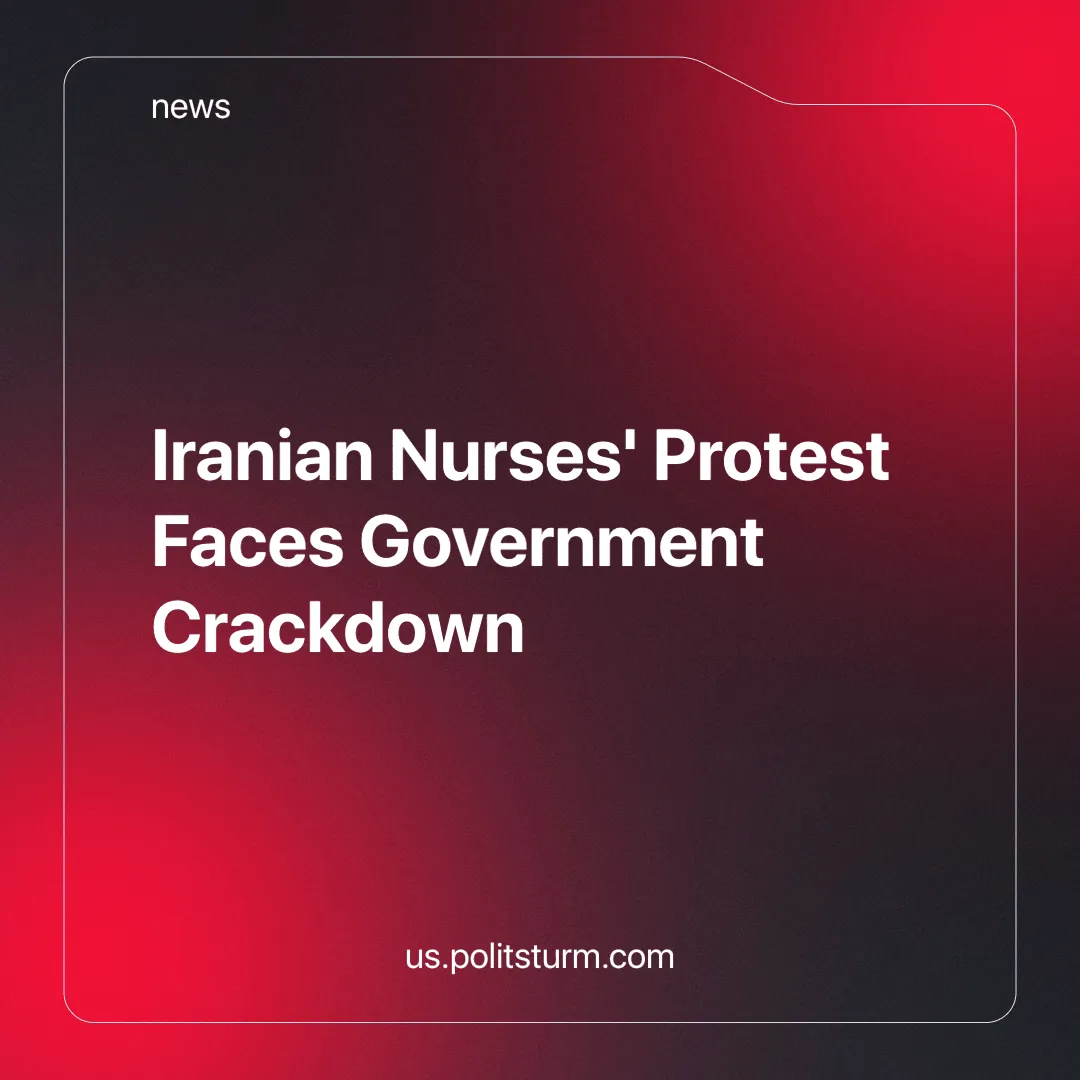 news
Iranian Nurses' Protest
Faces Government
Crackdown
us.politsturm.com